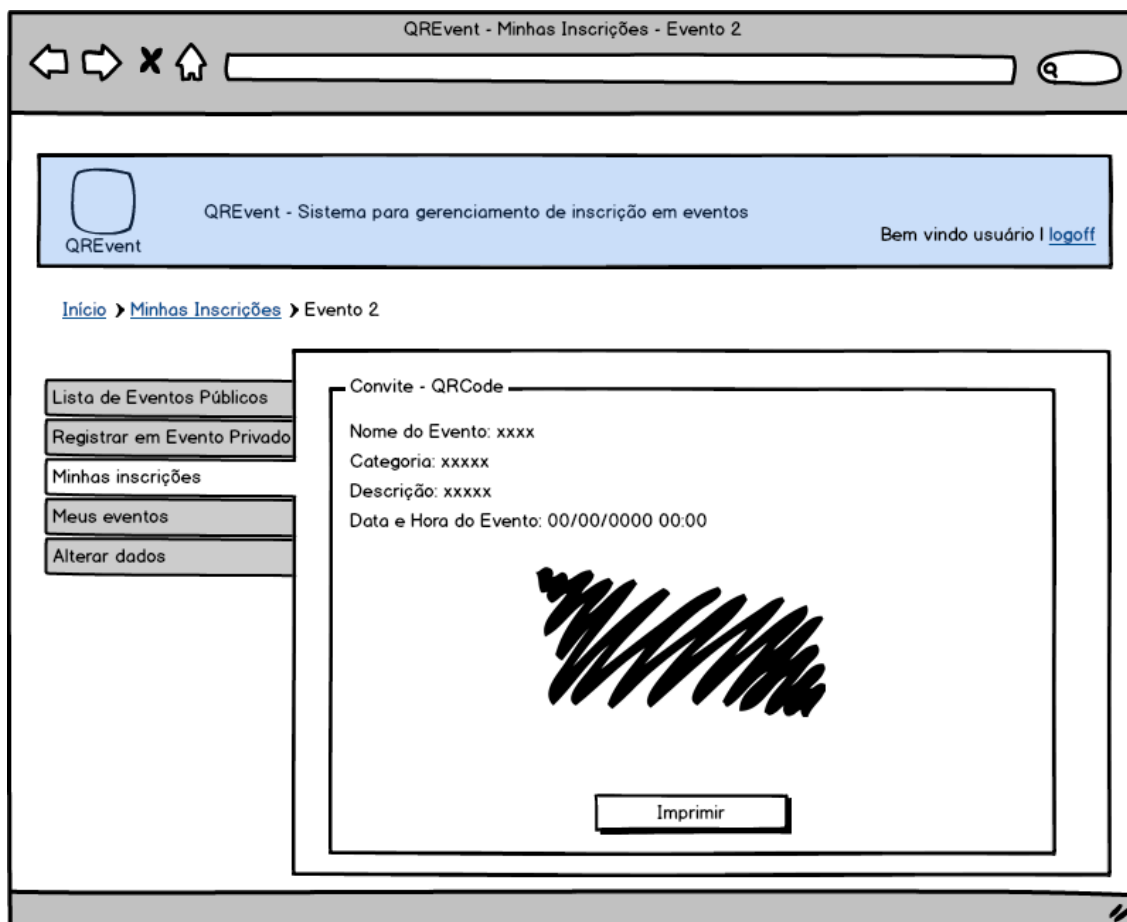 QREvent - Minhas Inscrições - Evento 2
QREvent - Sistema para gerenciamento de inscrição em eventos
QREvent
Bem vindo usuário | logoff
Início > Minhas Inscrições > Evento 2
Lista de Eventos Públicos
Registrar em Evento Privado
Minhas inscrições
Meus eventos
Alterar dados
Convite - QRCode
Nome do Evento: xxxx
Categoria: xxxxx
Descrição: xxxxx
Data e Hora do Evento: 00/00/0000 00:00
Imprimir